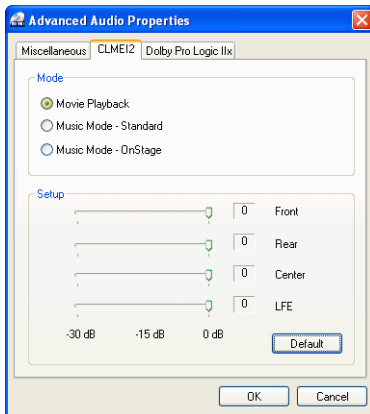 Advanced Audio Properties
Miscellaneous CLMEI2 Dolby Pro Logic IIx
Mode
Movie Playback
Music Mode - Standard
Music Mode - OnStage
Setup
0 Front
0 Rear
0 Center
0 LFE
-30 dB -15 dB 0 dB
Default
OK Cancel